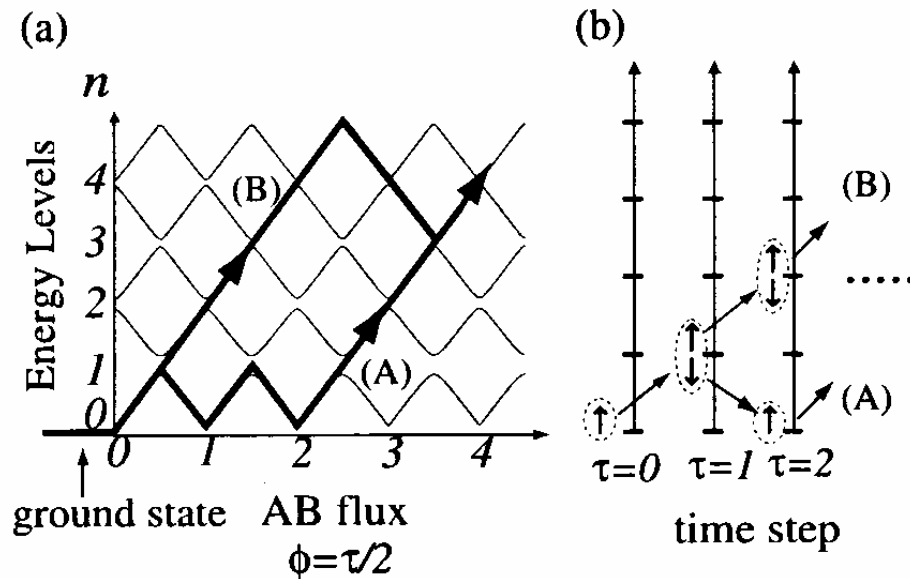 (a)
n
Energy Levels
4
3
2
1
0
(B)
(A)
0 1 2 3 4
ground state
AB flux
ϕ=τ/2
(b)
(B)
.....
(A)
τ=0 τ=1 τ=2
time step